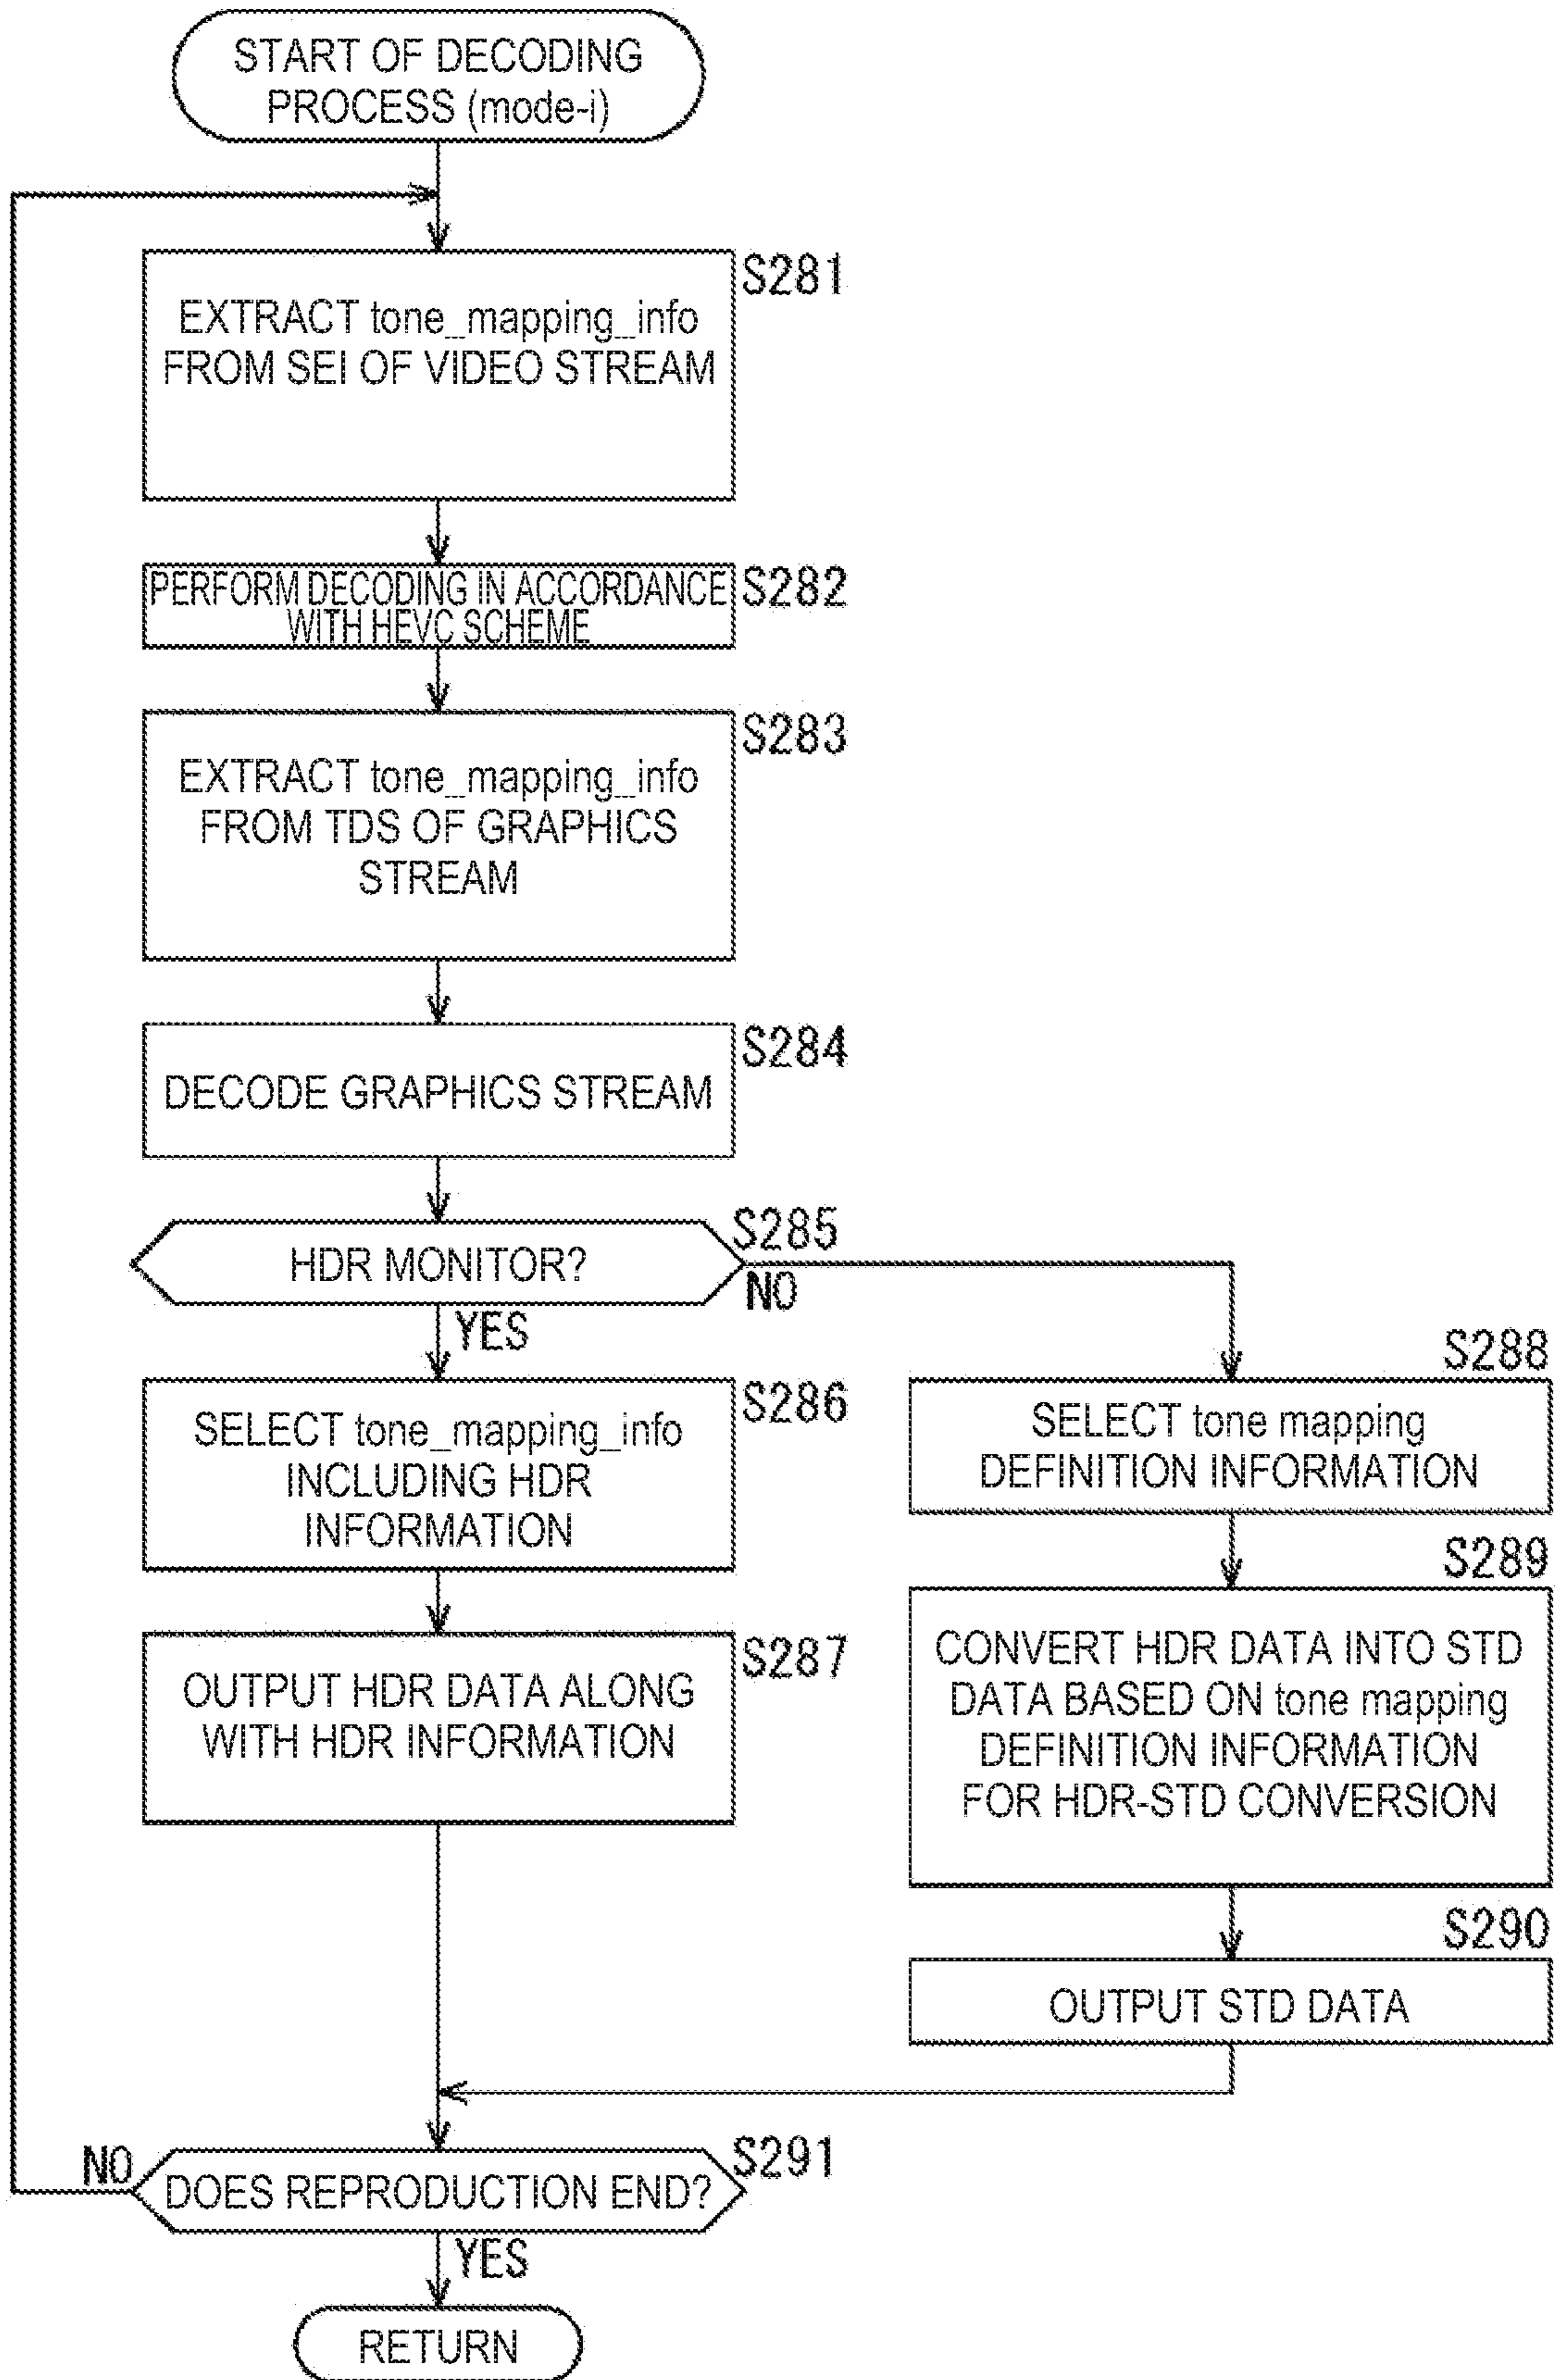 START OF DECODING
PROCESS (mode-i)
S281
EXTRACT tone_mapping_info
FROM SEI OF VIDEO STREAM
S282
PERFORM DECODING IN ACCORDANCE
WITH HEVC SCHEME
S283
EXTRACT tone_mapping_info
FROM TDS OF GRAPHICS
STREAM
S284
DECODE GRAPHICS STREAM
S285
HDR MONITOR?
NO
YES
S286
SELECT tone_mapping_info
INCLUDING HDR
INFORMATION
S287
OUTPUT HDR DATA ALONG
WITH HDR INFORMATION
S288
SELECT tone mapping
DEFINITION INFORMATION
S289
CONVERT HDR DATA INTO STD
DATA BASED ON tone mapping
DEFINITION INFORMATION
FOR HDR-STD CONVERSION
S290
OUTPUT STD DATA
S291
NO
DOES REPRODUCTION END?
YES
RETURN